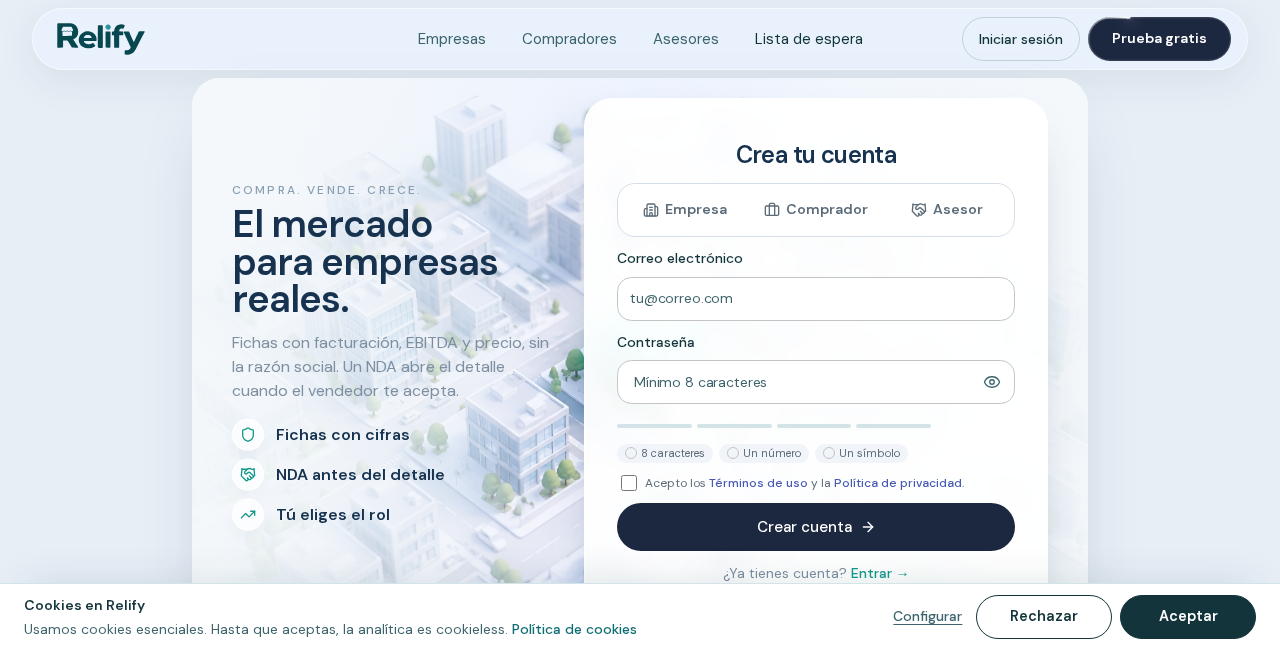 Relify
Empresas
Compradores
Asesores
Lista de espera
Iniciar sesión
Prueba gratis
COMPRA. VENDE. CRECE.
El mercado
para empresas
reales.
Fichas con facturación, EBITDA y precio, sin
la razón social. Un NDA abre el detalle
cuando el vendedor te acepta.
Fichas con cifras
NDA antes del detalle
Tú eliges el rol
Crea tu cuenta
Empresa
Comprador
Asesor
Correo electrónico
tu@correo.com
Contraseña
Mínimo 8 caracteres
8 caracteres
Un número
Un símbolo
Acepto los Términos de uso y la Política de privacidad.
Crear cuenta →
¿Ya tienes cuenta? Entrar →
Cookies en Relify
Usamos cookies esenciales. Hasta que aceptas, la analítica es cookieless. Política de cookies
Configurar
Rechazar
Aceptar